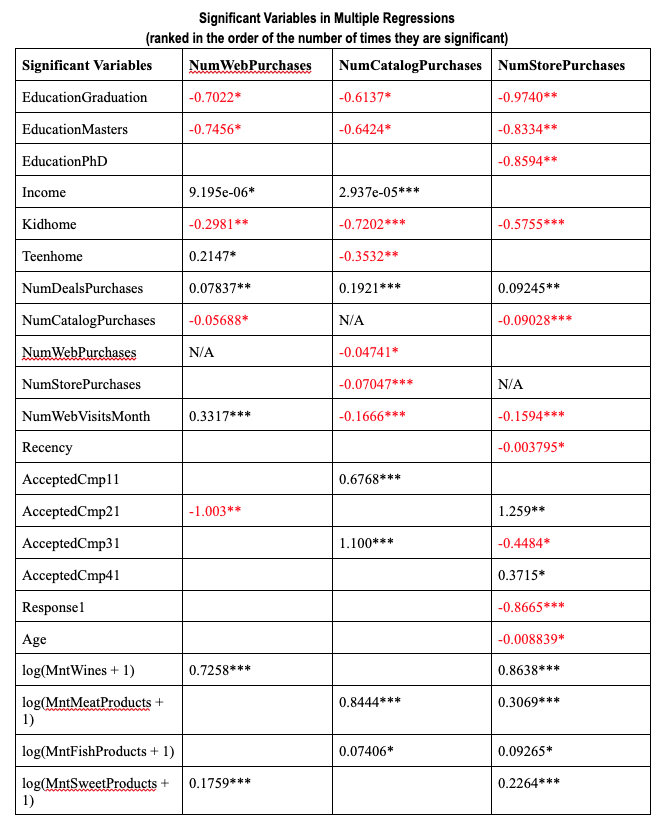 Significant Variables in Multiple Regressions
(ranked in the order of the number of times they are significant)
Significant Variables NumWebPurchases NumCatalogPurchases NumStorePurchases
EducationGraduation -0.7022* -0.6137* -0.9740**
EducationMasters -0.7456* -0.6424* -0.8334**
EducationPhD -0.8594**
Income 9.195e-06* 2.937e-05***
Kidhome -0.2981** -0.7202*** -0.5755***
Teenhome 0.2147* -0.3532**
NumDealsPurchases 0.07837** 0.1921*** 0.09245**
NumCatalogPurchases -0.05688* N/A -0.09028***
NumWebPurchases N/A -0.04741*
NumStorePurchases -0.07047*** N/A
NumWebVisitsMonth 0.3317*** -0.1666*** -0.1594***
Recency -0.003795*
AcceptedCmp11 0.6768***
AcceptedCmp21 -1.003** 1.259**
AcceptedCmp31 1.100*** -0.4484*
AcceptedCmp41 0.3715*
Response1 -0.8665***
Age -0.008839*
log(MntWines + 1) 0.7258*** 0.8638***
log(MntMeatProducts + 0.8444*** 0.3069***
1)
log(MntFishProducts + 1) 0.07406* 0.09265*
log(MntSweetProducts + 0.1759*** 0.2264***
1)